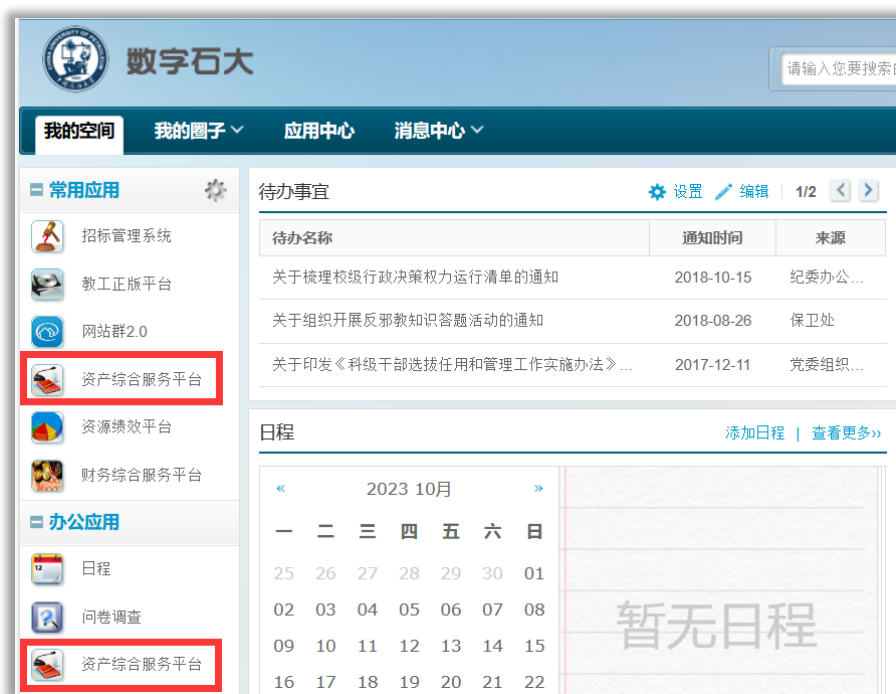 数字石大
请输入您要搜索
我的空间 我的圈子 应用中心 消息中心
常用应用
招标管理系统
教工正版平台
网站群2.0
资产综合服务平台
资源绩效平台
财务综合服务平台
办公应用
日程
问卷调查
资产综合服务平台
待办事宜 设置 编辑 | 1/2
待办名称 通知时间 来源
关于梳理校级行政决策权力运行清单的通知 2018-10-15 纪委办公...
关于组织开展反邪教知识答题活动的通知 2018-08-26 保卫处
关于印发《科级干部选拔任用和管理工作实施办法》... 2017-12-11 党委组织...
日程 添加日程 | 查看更多››
« 2023 10月 »
一 二 三 四 五 六 日
25 26 27 28 29 30 01
02 03 04 05 06 07 08
09 10 11 12 13 14 15
16 17 18 19 20 21 22
暂无日程